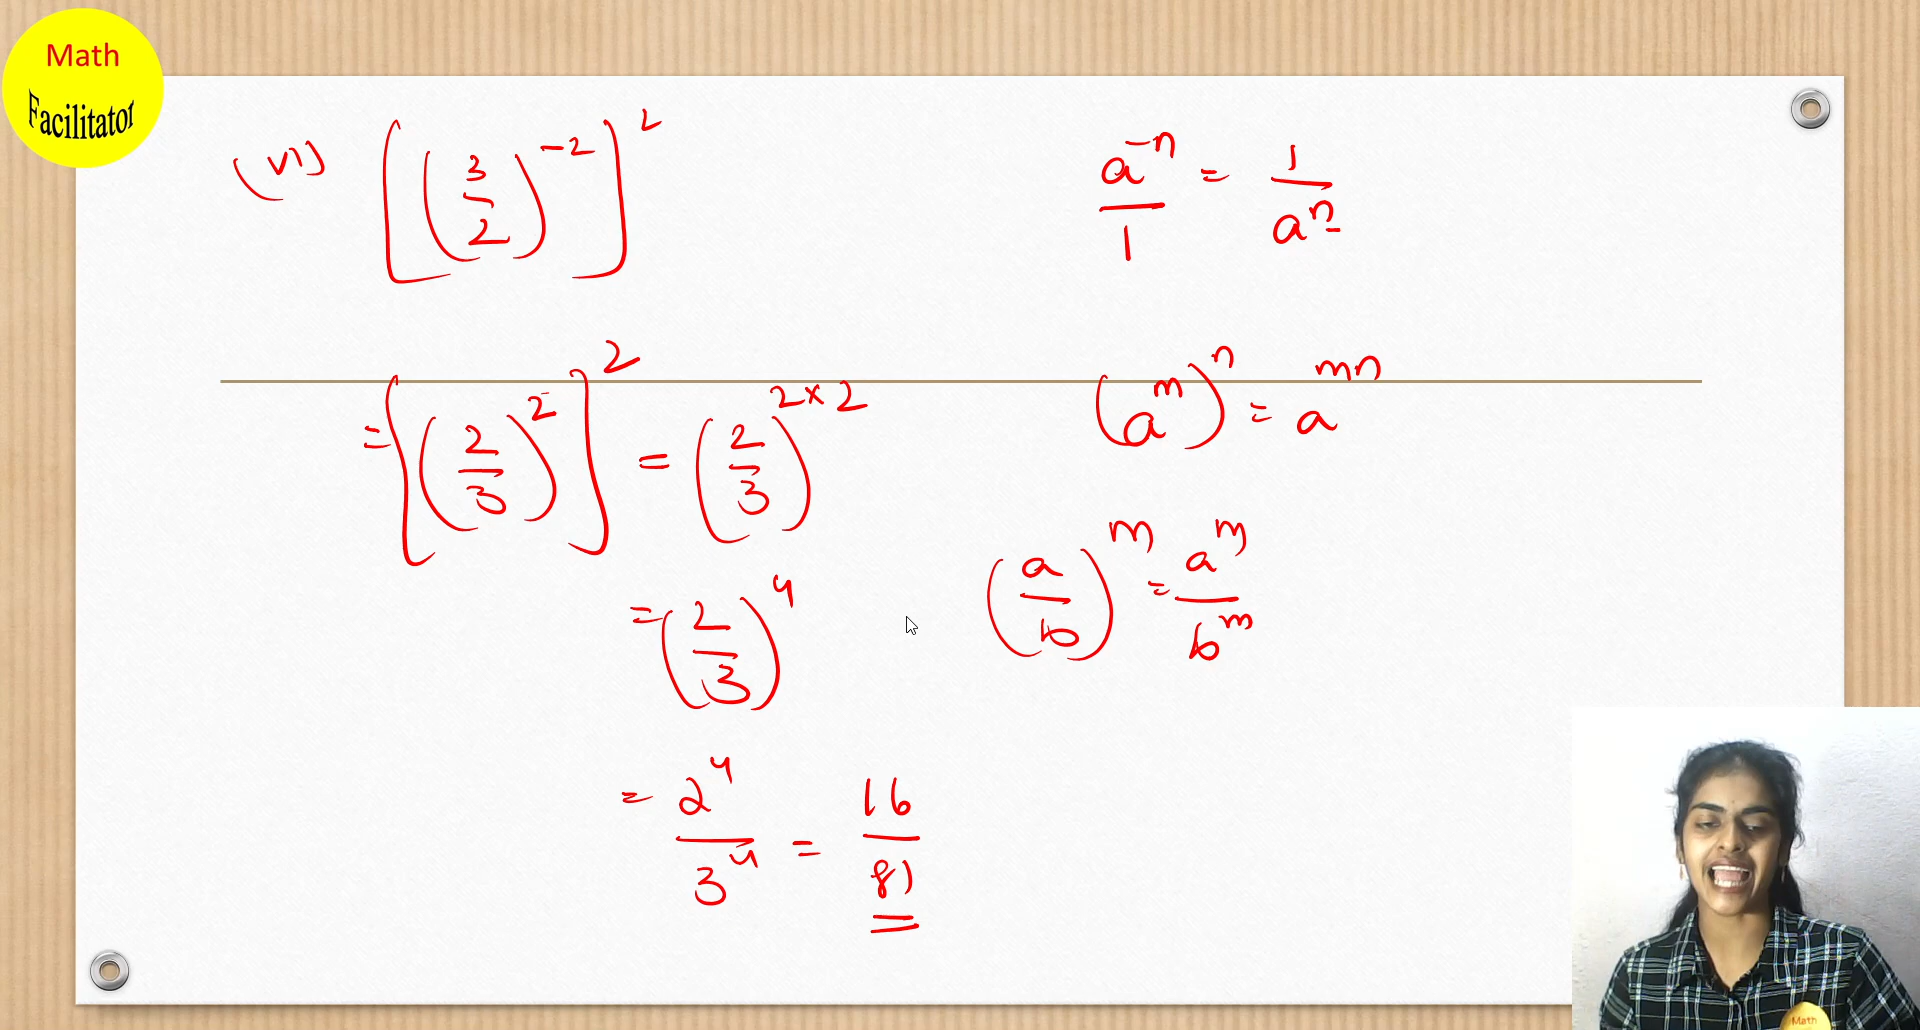 Math
Facilitator
(vi) [(3/2)^-2]^2
a^-n/1 = 1/a^n
= [(2/3)^2]^2 = (2/3)^2×2
(a^m)^n = a^mn
= (2/3)^4
(a/b)^m = a^m/b^m
= 2^4/3^4 = 16/81
Math